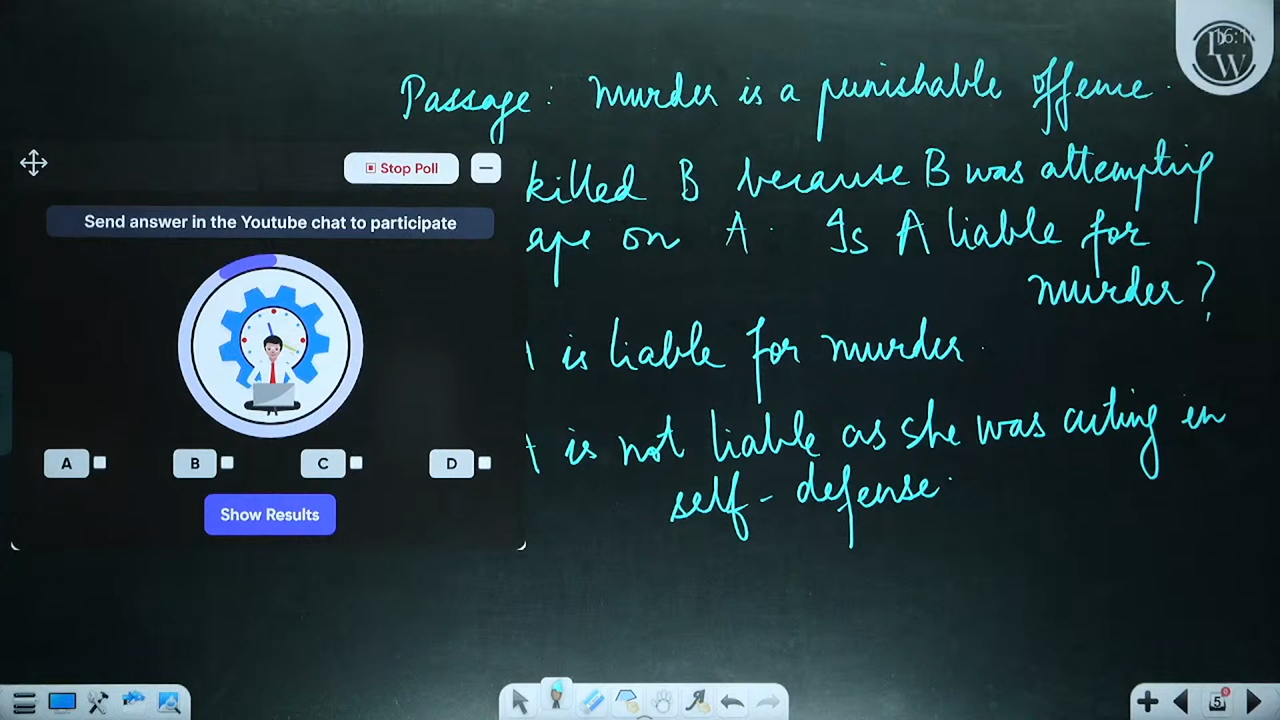 Passage: Murder is a punishable offence.
Stop Poll
killed B because B was attempting
Send answer in the Youtube chat to participate
ape on A. Is A liable for
murder?
is liable for murder.
is not liable as she was acting in
self-defense.
A B C D
Show Results
PW
5